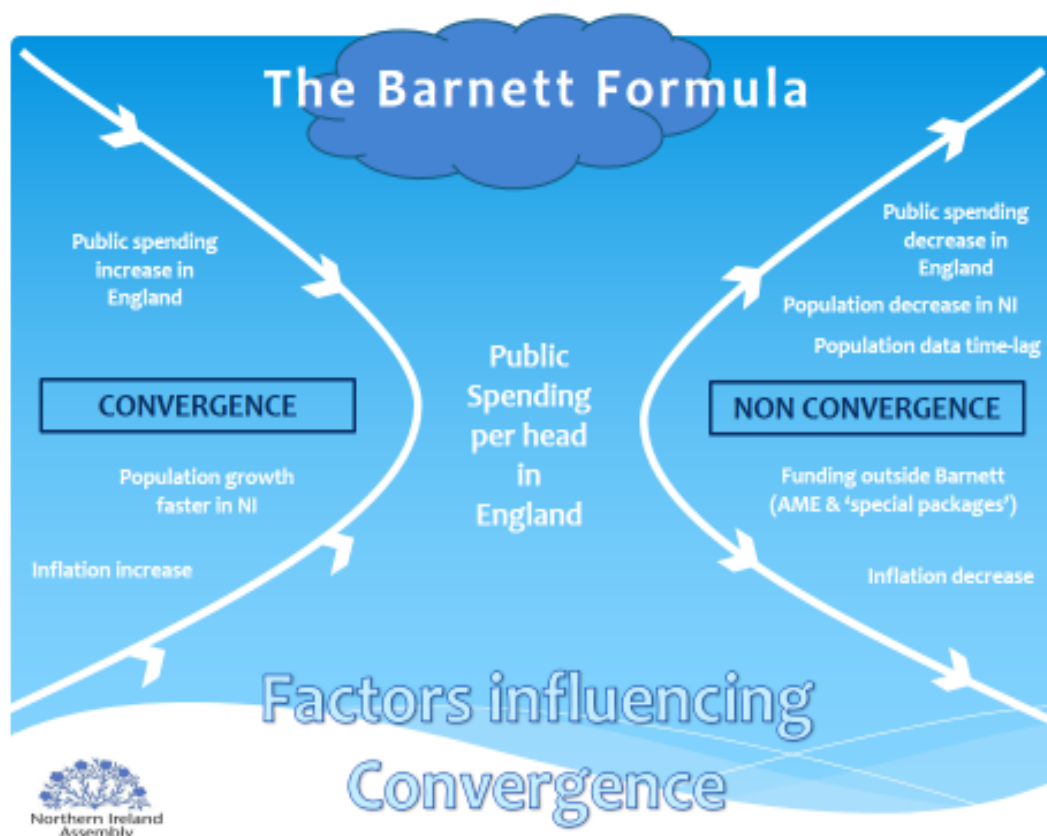 The Barnett Formula
Public spending
increase in
England
CONVERGENCE
Population growth
faster in NI
Inflation increase
Public
Spending
per head
in
England
Public spending
decrease in
England
Population decrease in NI
Population data time-lag
NON CONVERGENCE
Funding outside Barnett
(AME & ‘special packages’)
Inflation decrease
Factors influencing
Convergence
Northern Ireland
Assembly